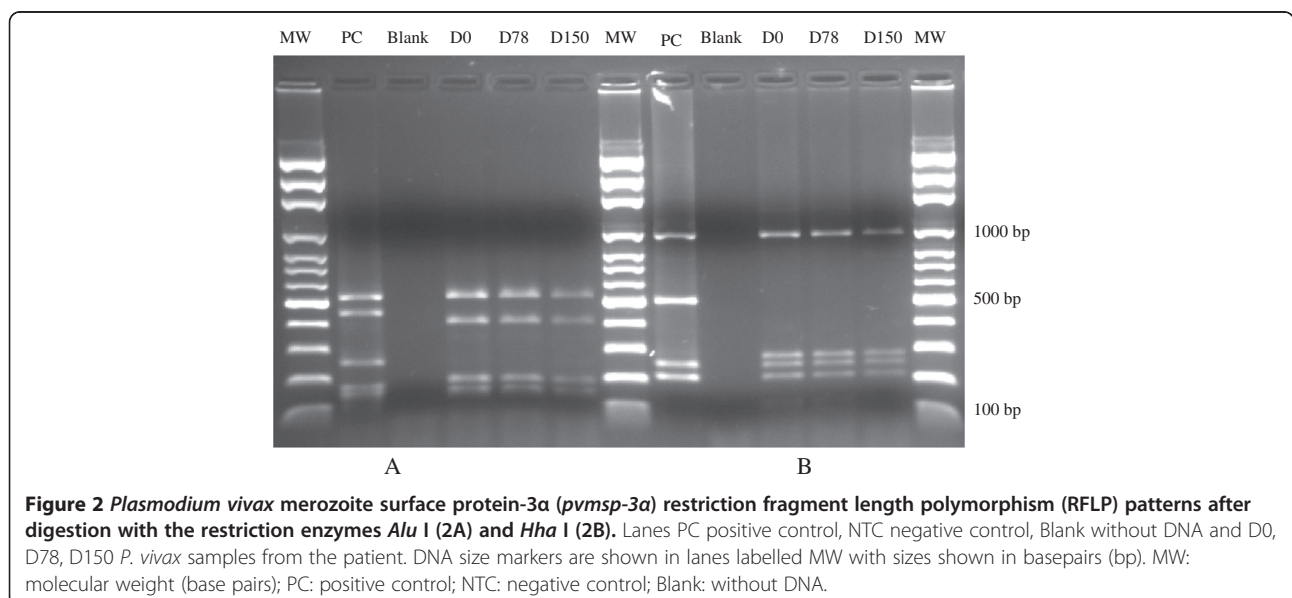 MW PC Blank D0 D78 D150 MW PC Blank D0 D78 D150 MW
1000 bp
500 bp
100 bp
A B
Figure 2 Plasmodium vivax merozoite surface protein-3α (pvmsp-3α) restriction fragment length polymorphism (RFLP) patterns after
digestion with the restriction enzymes Alu I (2A) and Hha I (2B). Lanes PC positive control, NTC negative control, Blank without DNA and D0,
D78, D150 P. vivax samples from the patient. DNA size markers are shown in lanes labelled MW with sizes shown in basepairs (bp). MW:
molecular weight (base pairs); PC: positive control; NTC: negative control; Blank: without DNA.